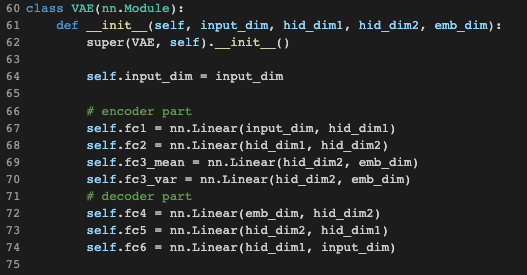 60 class VAE(nn.Module):
61     def __init__(self, input_dim, hid_dim1, hid_dim2, emb_dim):
62         super(VAE, self).__init__()
63
64         self.input_dim = input_dim
65
66         # encoder part
67         self.fc1 = nn.Linear(input_dim, hid_dim1)
68         self.fc2 = nn.Linear(hid_dim1, hid_dim2)
69         self.fc3_mean = nn.Linear(hid_dim2, emb_dim)
70         self.fc3_var = nn.Linear(hid_dim2, emb_dim)
71         # decoder part
72         self.fc4 = nn.Linear(emb_dim, hid_dim2)
73         self.fc5 = nn.Linear(hid_dim2, hid_dim1)
74         self.fc6 = nn.Linear(hid_dim1, input_dim)
75